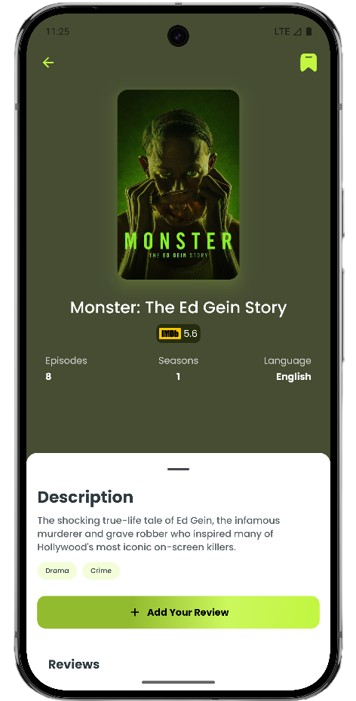 11:25
LTE
MONSTER
THE ED GEIN STORY
Monster: The Ed Gein Story
IMDb 5.6
Episodes
Seasons
Language
8
1
English
Description
The shocking true-life tale of Ed Gein, the infamous
murderer and grave robber who inspired many of
Hollywood's most iconic on-screen killers.
Drama
Crime
+ Add Your Review
Reviews